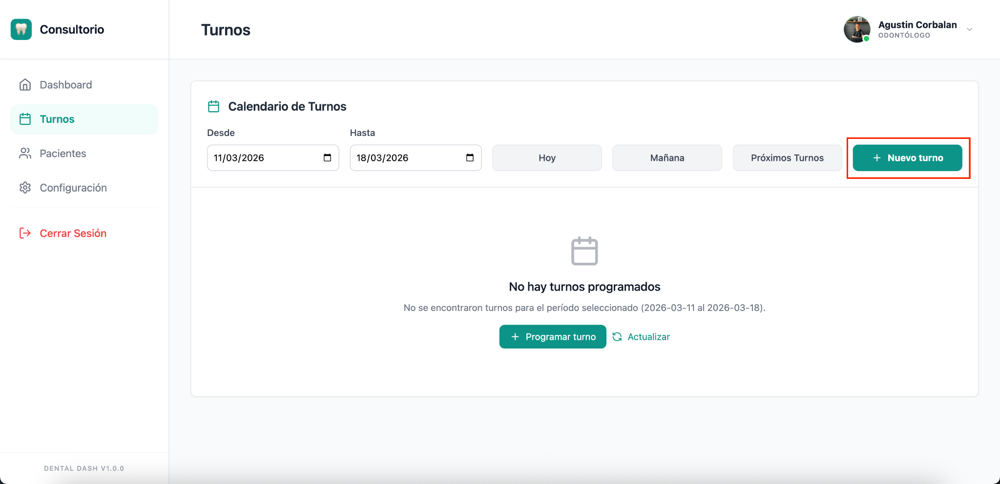 Consultorio
Turnos
Agustin Corbalan
ODONTÓLOGO
Dashboard
Turnos
Pacientes
Configuración
Cerrar Sesión
Calendario de Turnos
Desde
Hasta
11/03/2026
18/03/2026
Hoy
Mañana
Próximos Turnos
+ Nuevo turno
No hay turnos programados
No se encontraron turnos para el período seleccionado (2026-03-11 al 2026-03-18).
+ Programar turno
Actualizar
DENTAL DASH V1.0.0